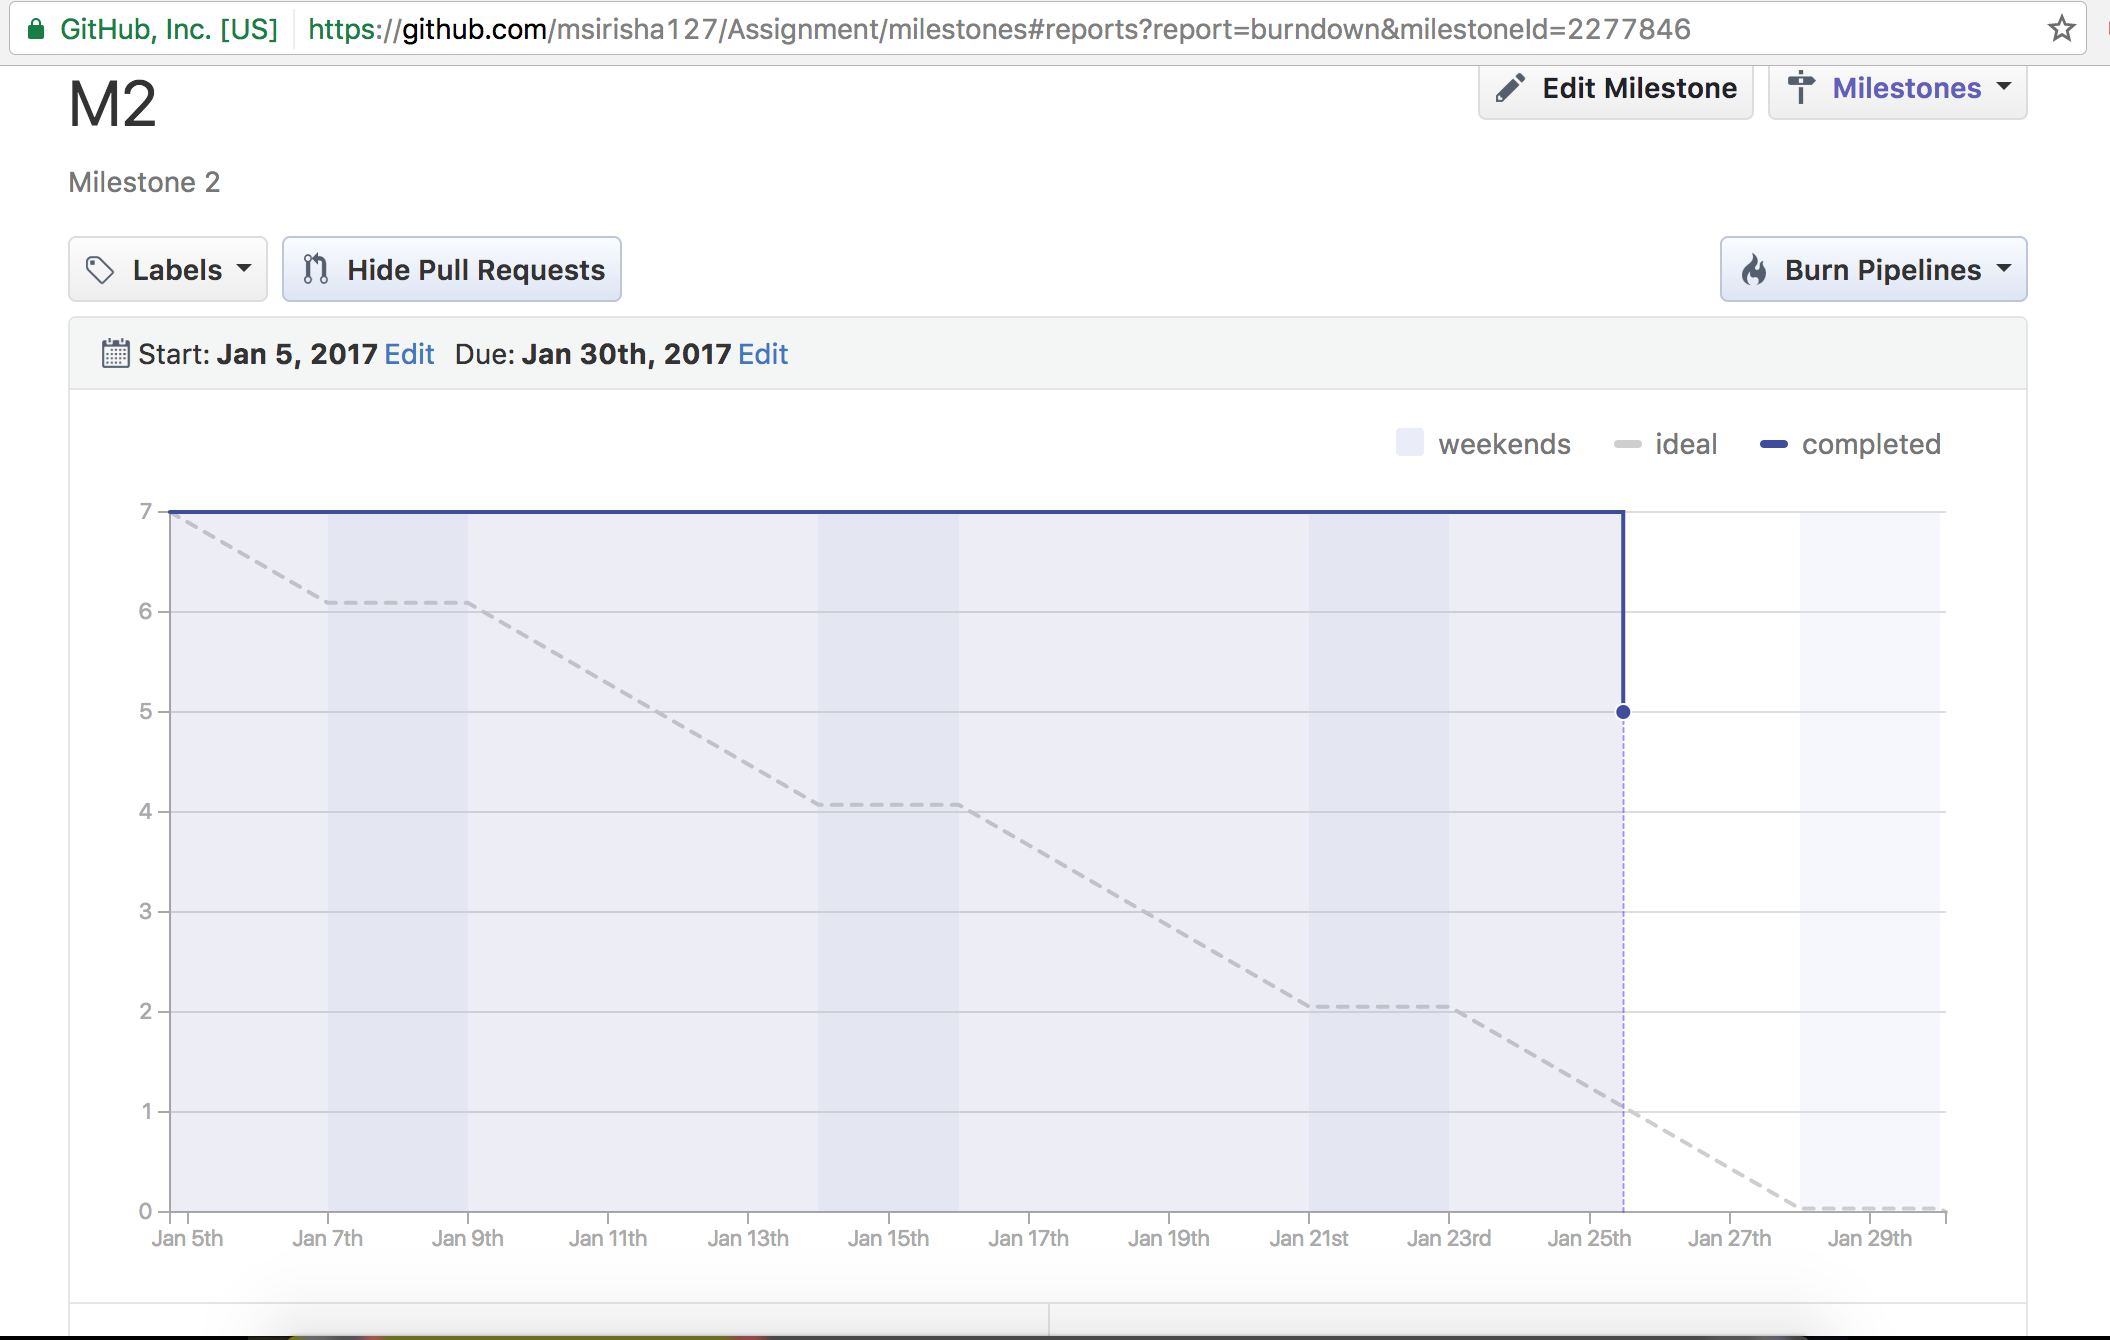 GitHub, Inc. [US] https://github.com/msirisha127/Assignment/milestones#reports?report=burndown&milestoneId=2277846
M2
Edit Milestone
Milestones
Milestone 2
Labels
Hide Pull Requests
Burn Pipelines
Start: Jan 5, 2017 Edit Due: Jan 30th, 2017 Edit
weekends ideal completed
7
6
5
4
3
2
1
0
Jan 5th Jan 7th Jan 9th Jan 11th Jan 13th Jan 15th Jan 17th Jan 19th Jan 21st Jan 23rd Jan 25th Jan 27th Jan 29th